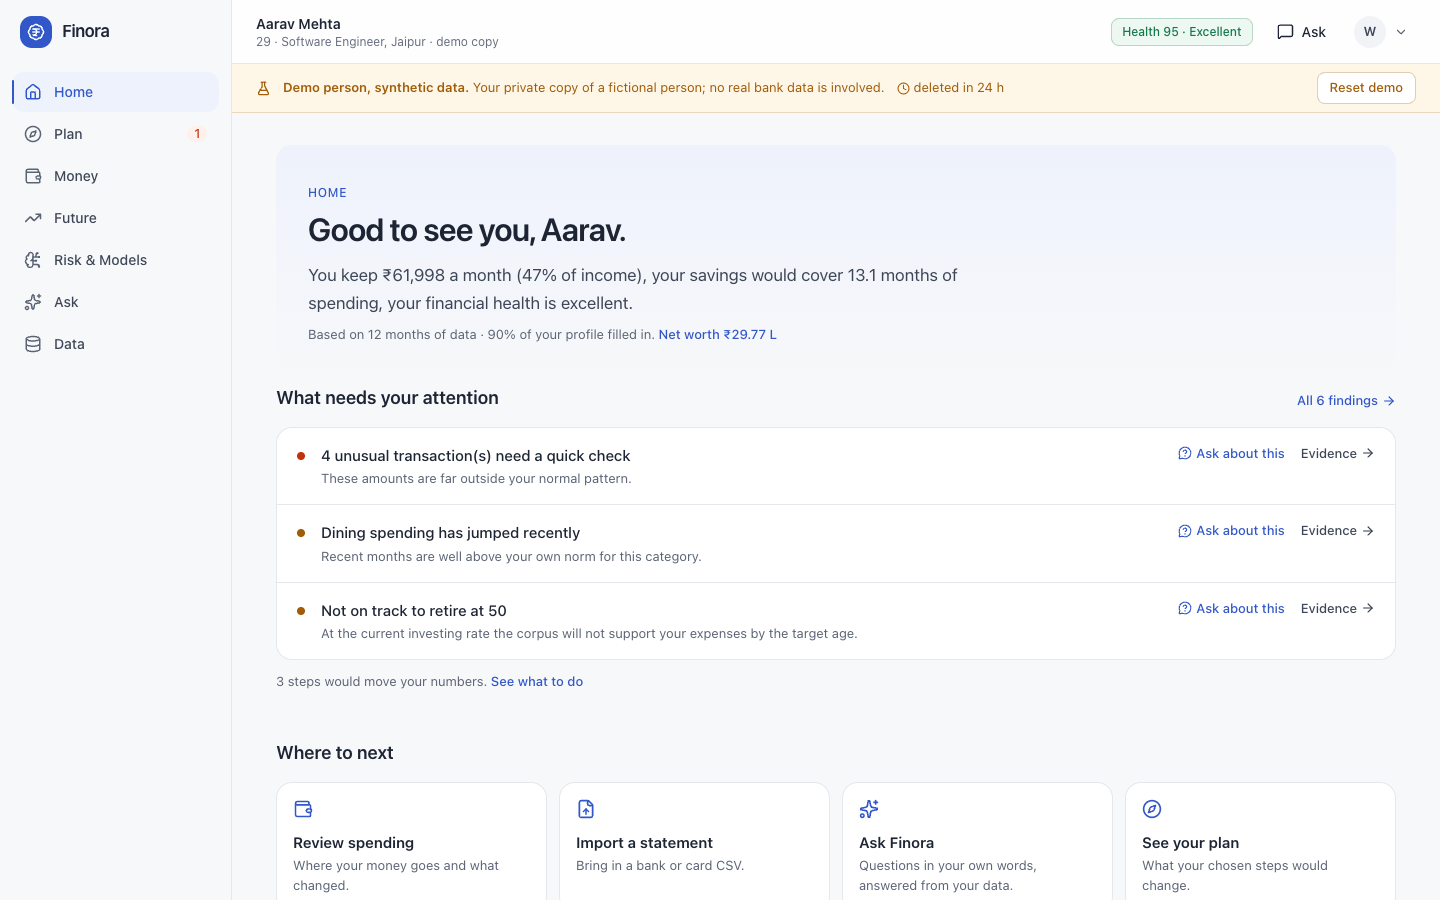 Finora
Home
Plan
1
Money
Future
Risk & Models
Ask
Data
Aarav Mehta
29 · Software Engineer, Jaipur · demo copy
Health 95 · Excellent
Ask
W
Demo person, synthetic data. Your private copy of a fictional person; no real bank data is involved. deleted in 24 h
Reset demo
HOME
Good to see you, Aarav.
You keep ₹61,998 a month (47% of income), your savings would cover 13.1 months of
spending, your financial health is excellent.
Based on 12 months of data · 90% of your profile filled in. Net worth ₹29.77 L
What needs your attention
All 6 findings
4 unusual transaction(s) need a quick check
These amounts are far outside your normal pattern.
Ask about this
Evidence
Dining spending has jumped recently
Recent months are well above your own norm for this category.
Ask about this
Evidence
Not on track to retire at 50
At the current investing rate the corpus will not support your expenses by the target age.
Ask about this
Evidence
3 steps would move your numbers. See what to do
Where to next
Review spending
Where your money goes and what
changed.
Import a statement
Bring in a bank or card CSV.
Ask Finora
Questions in your own words,
answered from your data.
See your plan
What your chosen steps would
change.